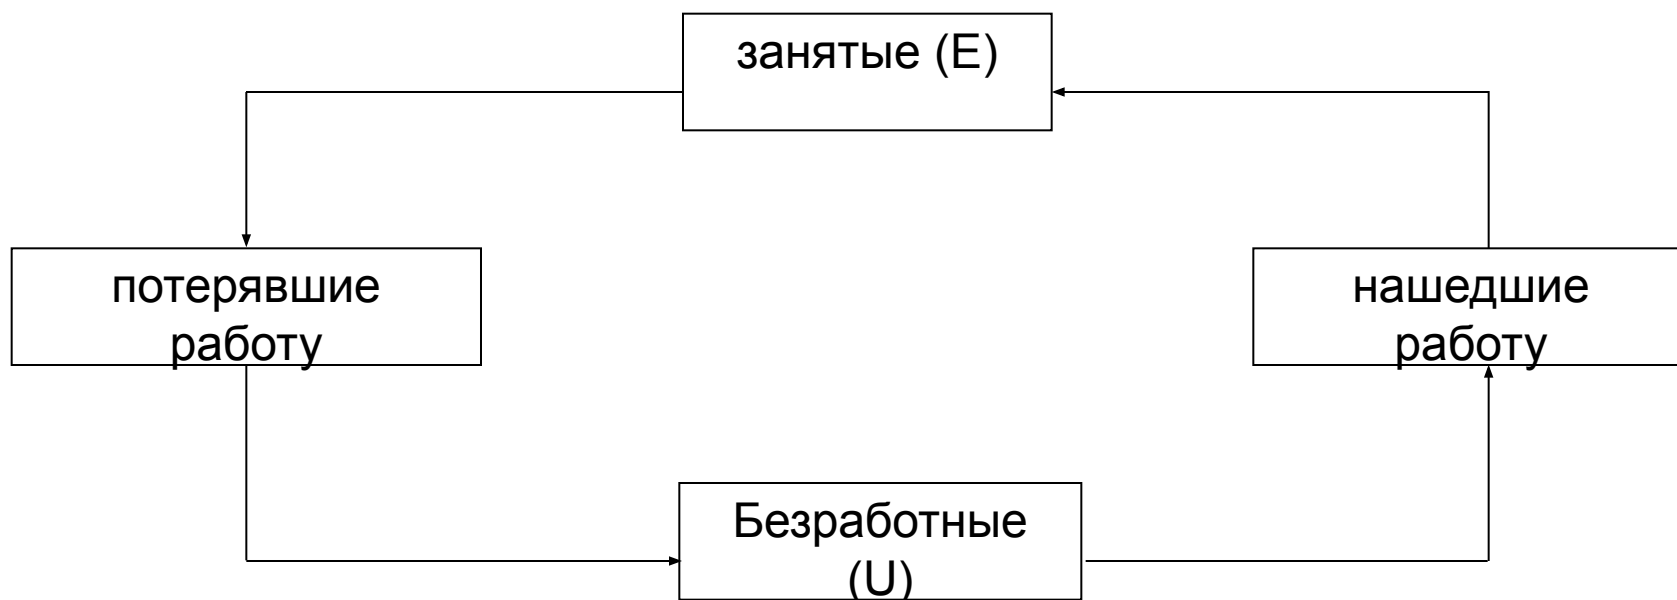 занятые (E)
потерявшие
работу
нашедшие
работу
Безработные
(U)